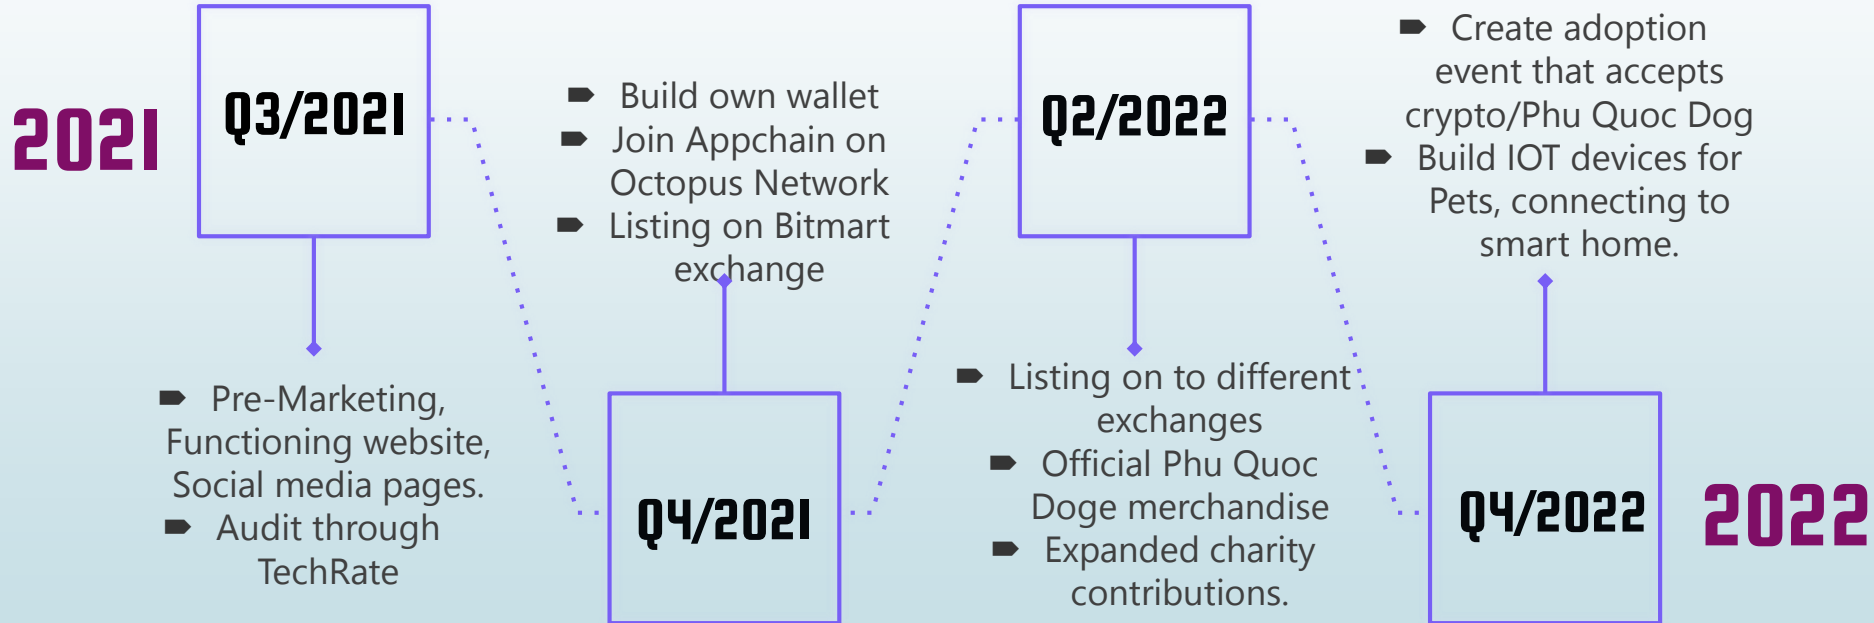 2021
Q3/2021
Pre-Marketing,
Functioning website,
Social media pages.
Audit through
TechRate
Build own wallet
Join Appchain on
Octopus Network
Listing on Bitmart
exchange
Q4/2021
Q2/2022
Listing on to different
exchanges
Official Phu Quoc
Doge merchandise
Expanded charity
contributions.
Create adoption
event that accepts
crypto/Phu Quoc Dog
Build IOT devices for
Pets, connecting to
smart home.
Q4/2022
2022